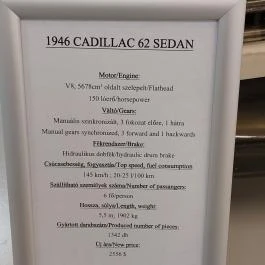 1946 CADILLAC 62 SEDAN
Motor/Engine:
V8, 5678cm³ oldalt szelepelt/Flathead
150 lóerő/horsepower
Váltó/Gears:
Manuális szinkronizált, 3 fokozat előre, 1 hátra
Manual gears synchronized, 3 forward and 1 backwards
Fékrendszer/Brake:
Hidraulikus dobfék/hydraulic drum brake
Csúcssebesség, fogyasztás/Top speed, fuel consumption
145 km/h ; 20-25 l/100 km
Szállítható személyek száma/Number of passangers:
6 fő/person
Hossza, súlya/Length, weight:
5,5 m; 1902 kg
Gyártott darabszám/Produced number of pieces:
1342 db
Új ára/New price:
2356 $